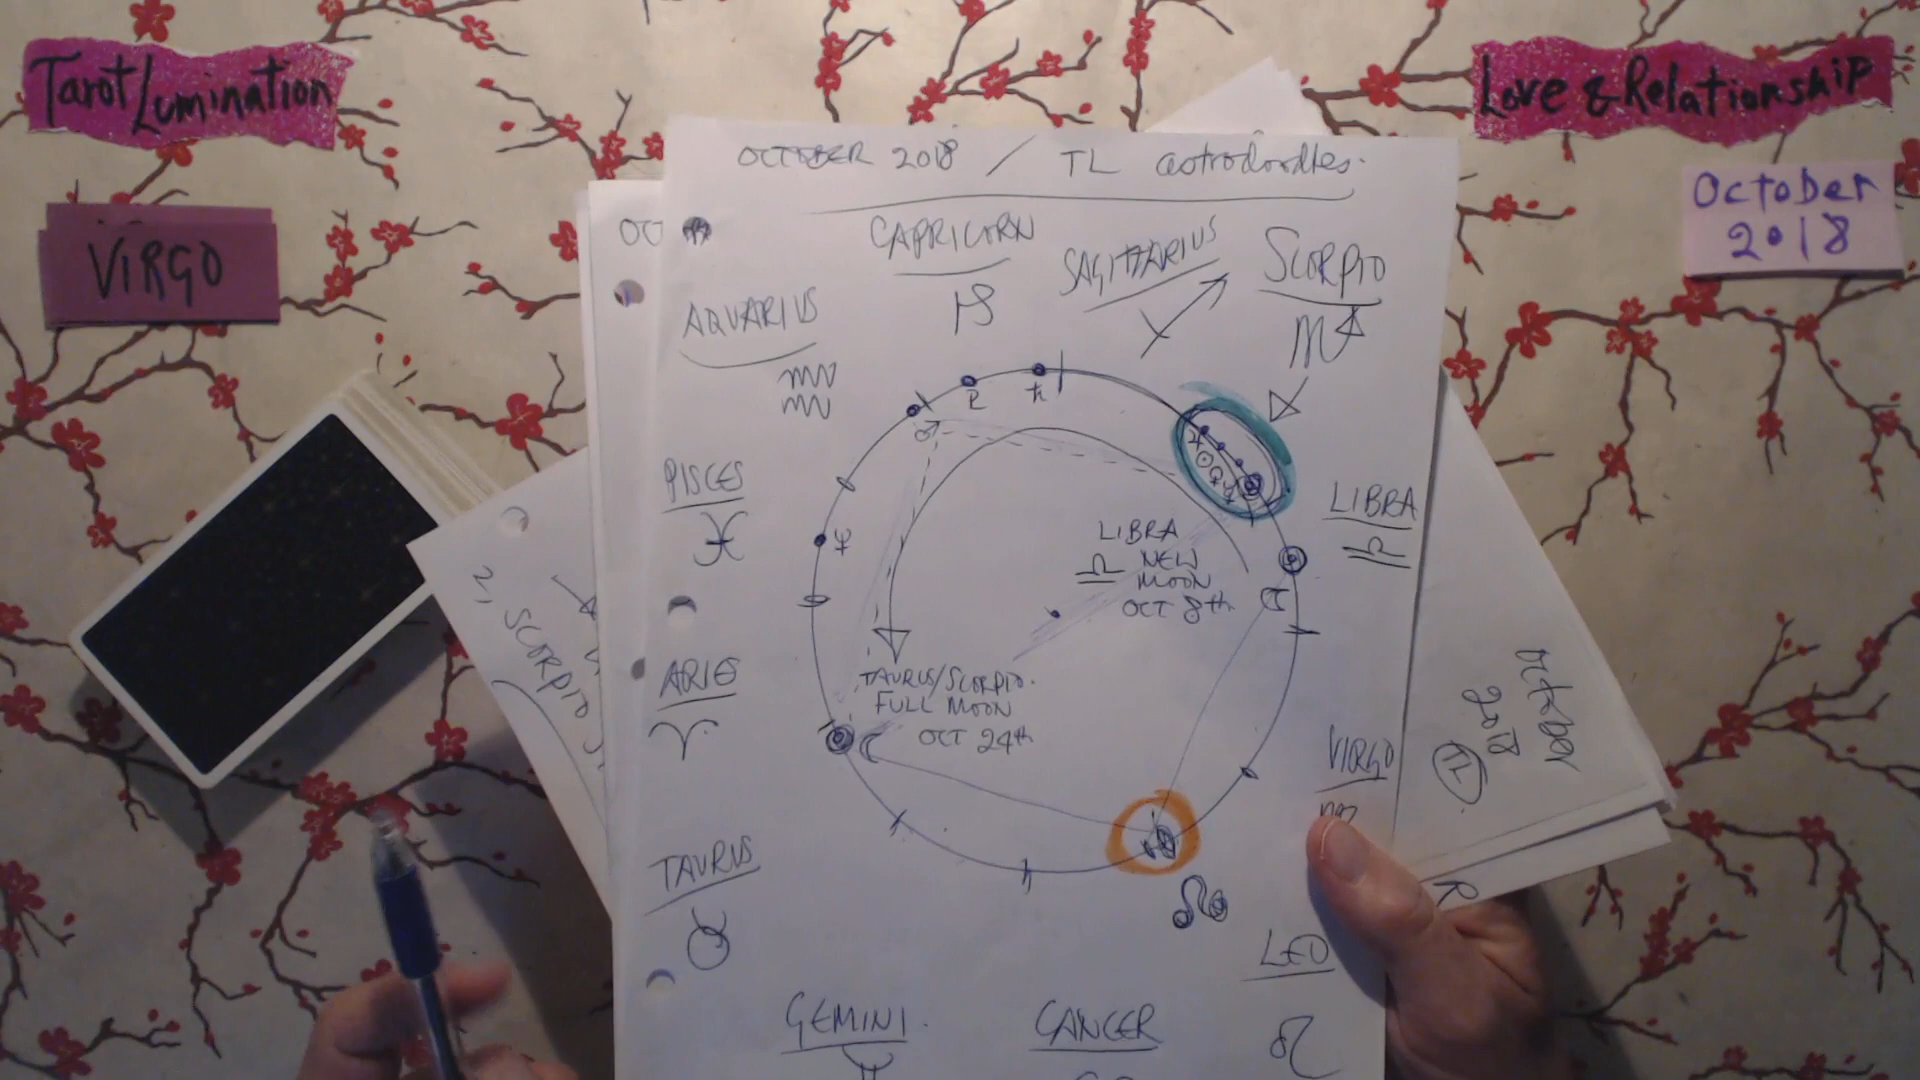 Tarot Lumination
VIRGO
Love & Relationship
October
2018
OCTOBER 2018 / TL astrodoodles.
OC
CAPRICORN
SAGITTARIUS
SCORPIO
AQUARIUS
PISCES
LIBRA
LIBRA
NEW
MOON
OCT 8th
ARIES
TAURUS/SCORPIO.
FULL MOON
OCT 24th
VIRGO
TAURUS
LEO
GEMINI.
CANCER
2, SCORPIO
October
2018
TL
R